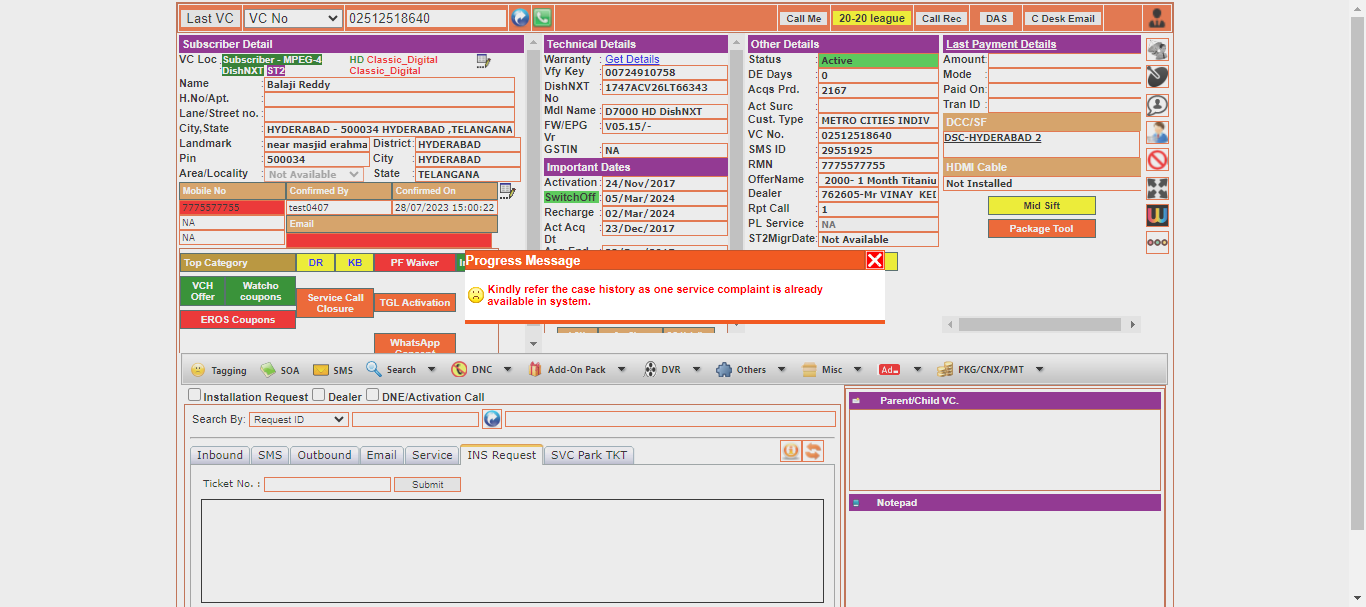 Last VC VC No 02512518640 Call Me 20-20 league Call Rec DAS C Desk Email
Subscriber Detail
VC Loc Subscriber - MPEG-4 HD Classic_Digital
DishNXT ST2 Classic_Digital
Name : Balaji Reddy
H.No/Apt. :
Lane/Street no. :
City,State : HYDERABAD - 500034 HYDERABAD ,TELANGANA
Landmark : near masjid erahma District : HYDERABAD
Pin : 500034 City : HYDERABAD
Area/Locality : Not Available State : TELANGANA
Mobile No Confirmed By Confirmed On
7775577755 test0407 28/07/2023 15:00:22
NA Email
NA
Top Category DR KB PF Waiver
VCH Offer Watcho coupons
Service Call Closure TGL Activation
EROS Coupons
WhatsApp
Technical Details
Warranty : Get Details
Vfy Key : 00724910758
DishNXT No : 1747ACV26LT66343
Mdl Name : D7000 HD DishNXT
FW/EPG Vr : V05.15/-
GSTIN : NA
Important Dates
Activation : 24/Nov/2017
SwitchOff : 05/Mar/2024
Recharge : 02/Mar/2024
Act Acq Dt : 23/Dec/2017
Other Details
Status : Active
DE Days : 0
Acqs Prd. : 2167
Act Surc :
Cust. Type : METRO CITIES INDIV
VC No. : 02512518640
SMS ID : 29551925
RMN : 7775577755
OfferName : 2000- 1 Month Titaniu
Dealer : 762605-Mr VINAY KED
Rpt Call : 1
PL Service : NA
ST2MigrDate: Not Available
Last Payment Details
Amount:
Mode :
Paid On:
Tran ID :
DCC/SF
DSC-HYDERABAD 2
HDMI Cable
Not Installed
Mid Sift
Package Tool
Progress Message
Kindly refer the case history as one service complaint is already
available in system.
Tagging SOA SMS Search DNC Add-On Pack DVR Others Misc Ad PKG/CNX/PMT
Installation Request Dealer DNE/Activation Call
Search By: Request ID
Inbound SMS Outbound Email Service INS Request SVC Park TKT
Ticket No. : Submit
Parent/Child VC.
Notepad